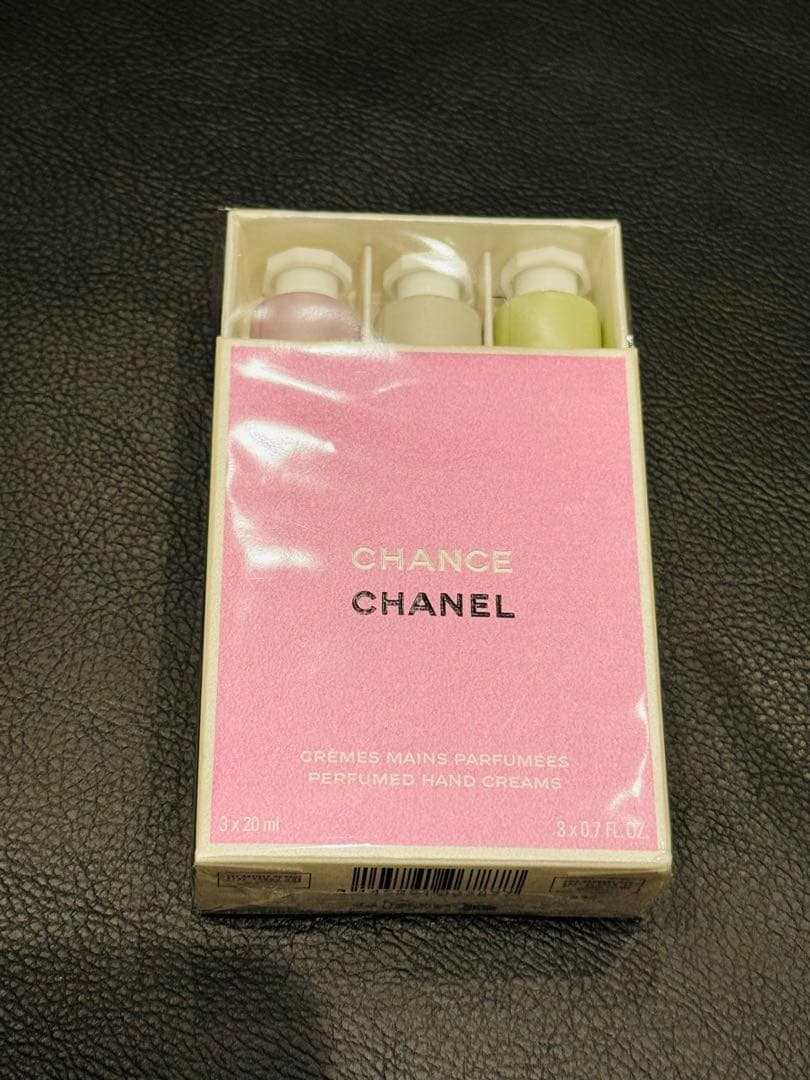 CHANCE
CHANEL
CRÈMES MAINS PARFUMÉES
PERFUMED HAND CREAMS
3 x 20 ml
3 x 0.7 FL. OZ.